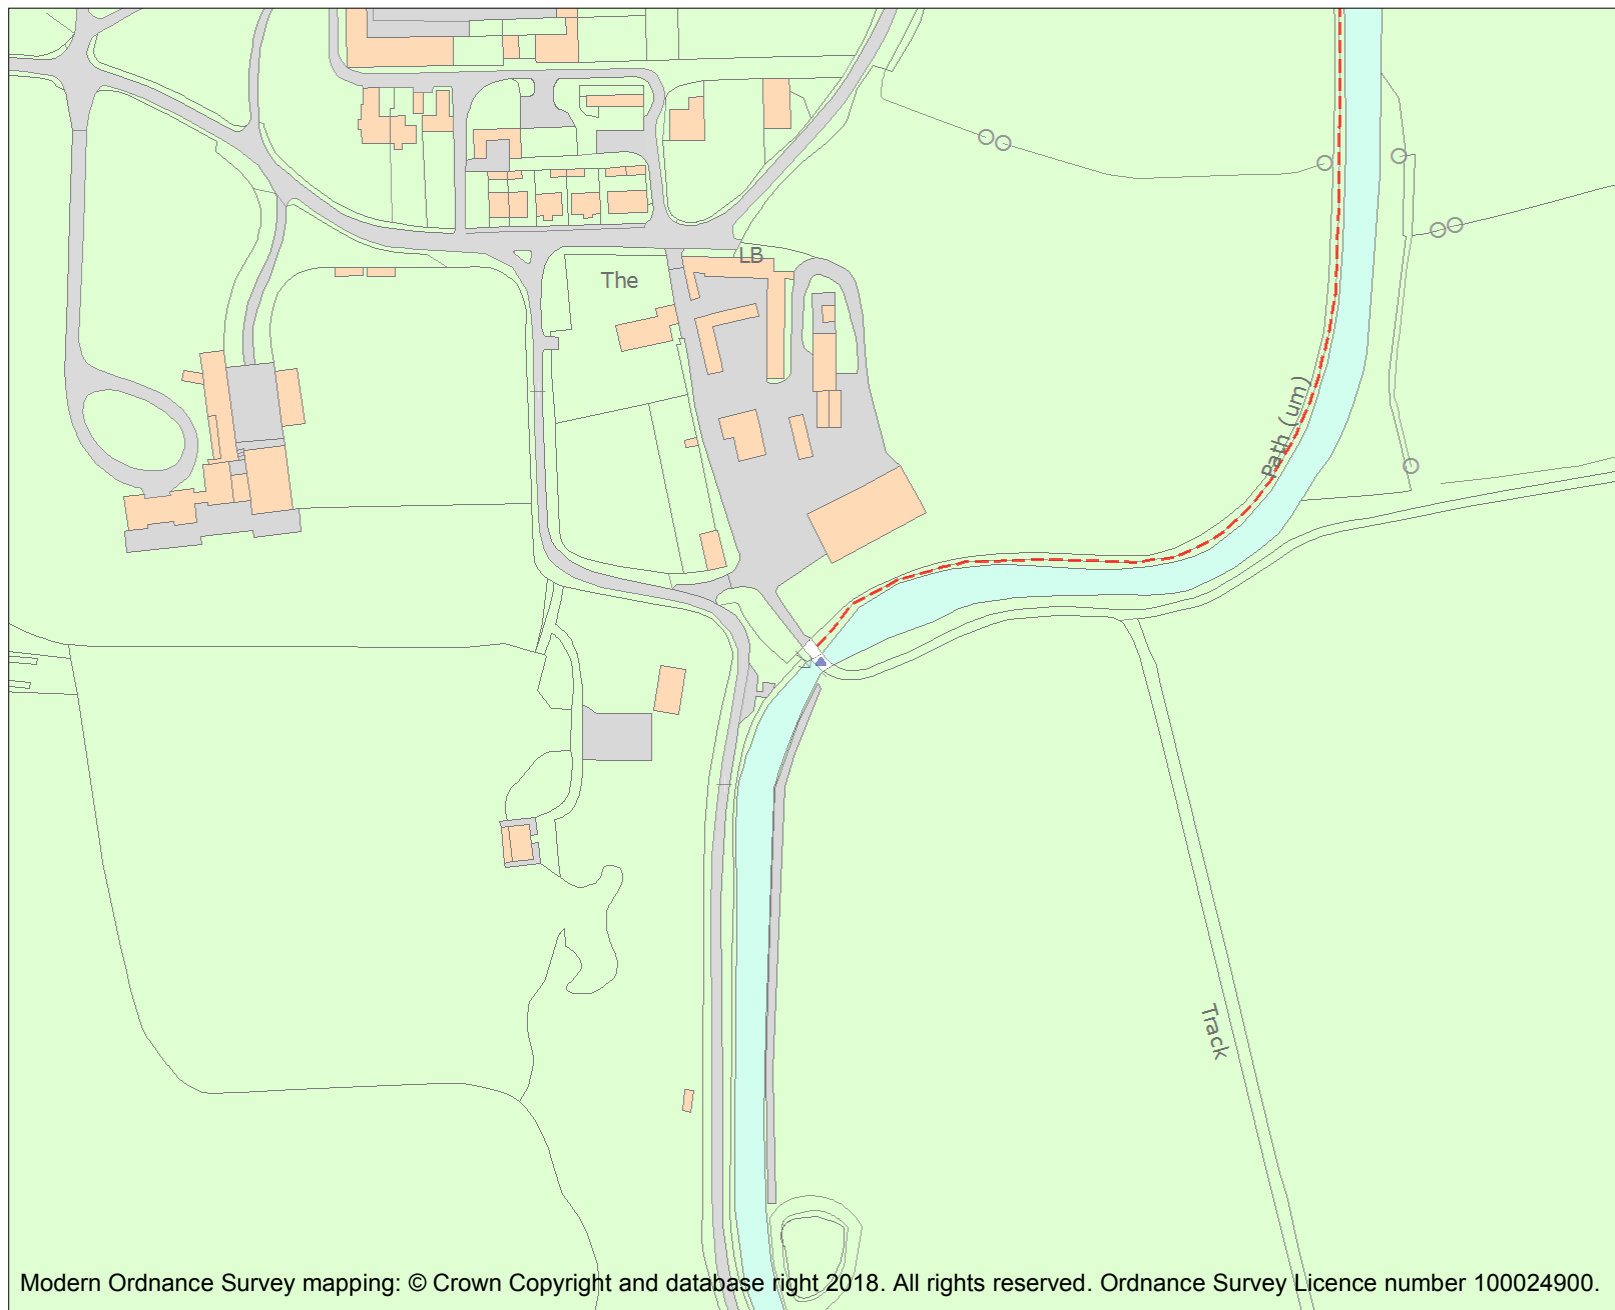 LB
The
Path (um)
Track
Modern Ordnance Survey mapping: © Crown Copyright and database right 2018. All rights reserved. Ordnance Survey Licence number 100024900.